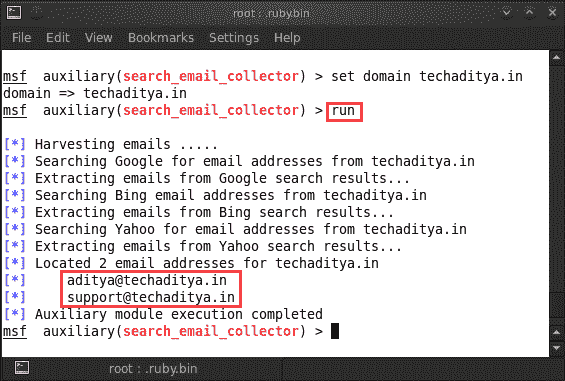 root : .ruby.bin
File Edit View Bookmarks Settings Help
msf auxiliary(search_email_collector) > set domain techaditya.in
domain => techaditya.in
msf auxiliary(search_email_collector) > run
[*] Harvesting emails .....
[*] Searching Google for email addresses from techaditya.in
[*] Extracting emails from Google search results...
[*] Searching Bing email addresses from techaditya.in
[*] Extracting emails from Bing search results...
[*] Searching Yahoo for email addresses from techaditya.in
[*] Extracting emails from Yahoo search results...
[*] Located 2 email addresses for techaditya.in
[*] aditya@techaditya.in
[*] support@techaditya.in
[*] Auxiliary module execution completed
msf auxiliary(search_email_collector) >
root : .ruby.bin